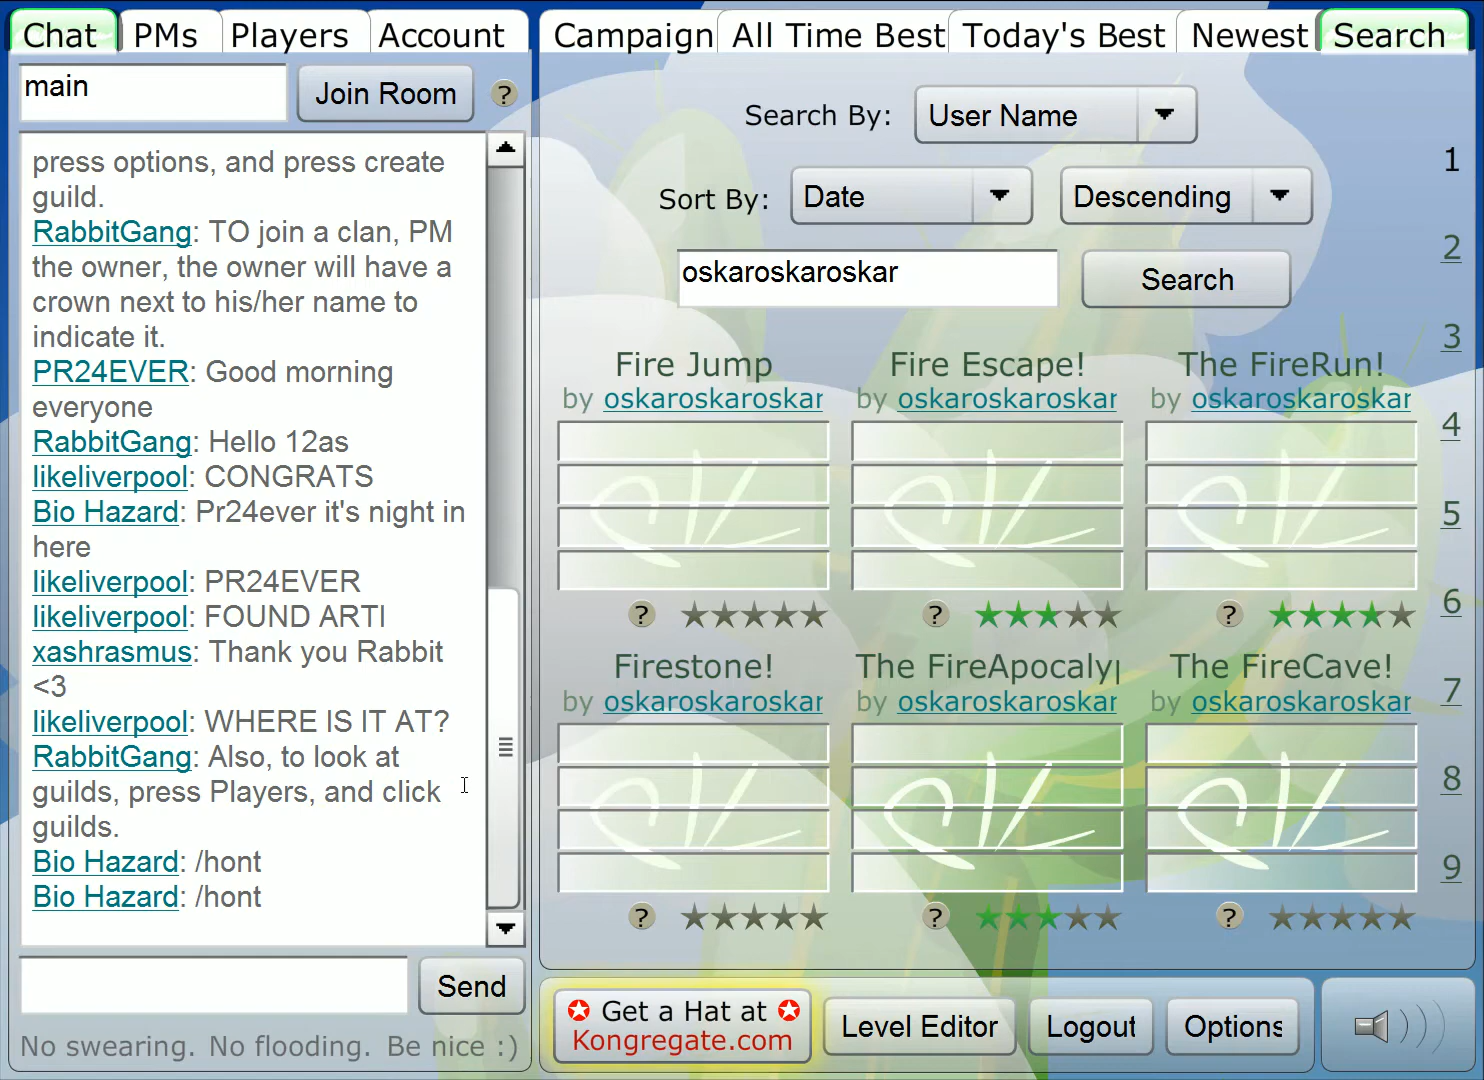 Chat
PMs
Players
Account
main
Join Room
?
press options, and press create
guild.
RabbitGang: TO join a clan, PM
the owner, the owner will have a
crown next to his/her name to
indicate it.
PR24EVER: Good morning
everyone
RabbitGang: Hello 12as
likeliverpool: CONGRATS
Bio Hazard: Pr24ever it's night in
here
likeliverpool: PR24EVER
likeliverpool: FOUND ARTI
xashrasmus: Thank you Rabbit
<3
likeliverpool: WHERE IS IT AT?
RabbitGang: Also, to look at
guilds, press Players, and click
guilds.
Bio Hazard: /hont
Bio Hazard: /hont
Send
No swearing. No flooding. Be nice :)
Campaign
All Time Best
Today's Best
Newest
Search
Search By: User Name
Sort By: Date Descending
oskaroskaroskar
Search
Fire Jump
by oskaroskaroskar
?
Fire Escape!
by oskaroskaroskar
?
The FireRun!
by oskaroskaroskar
?
Firestone!
by oskaroskaroskar
?
The FireApocaly
by oskaroskaroskar
?
The FireCave!
by oskaroskaroskar
?
1
2
3
4
5
6
7
8
9
Get a Hat at
Kongregate.com
Level Editor
Logout
Options